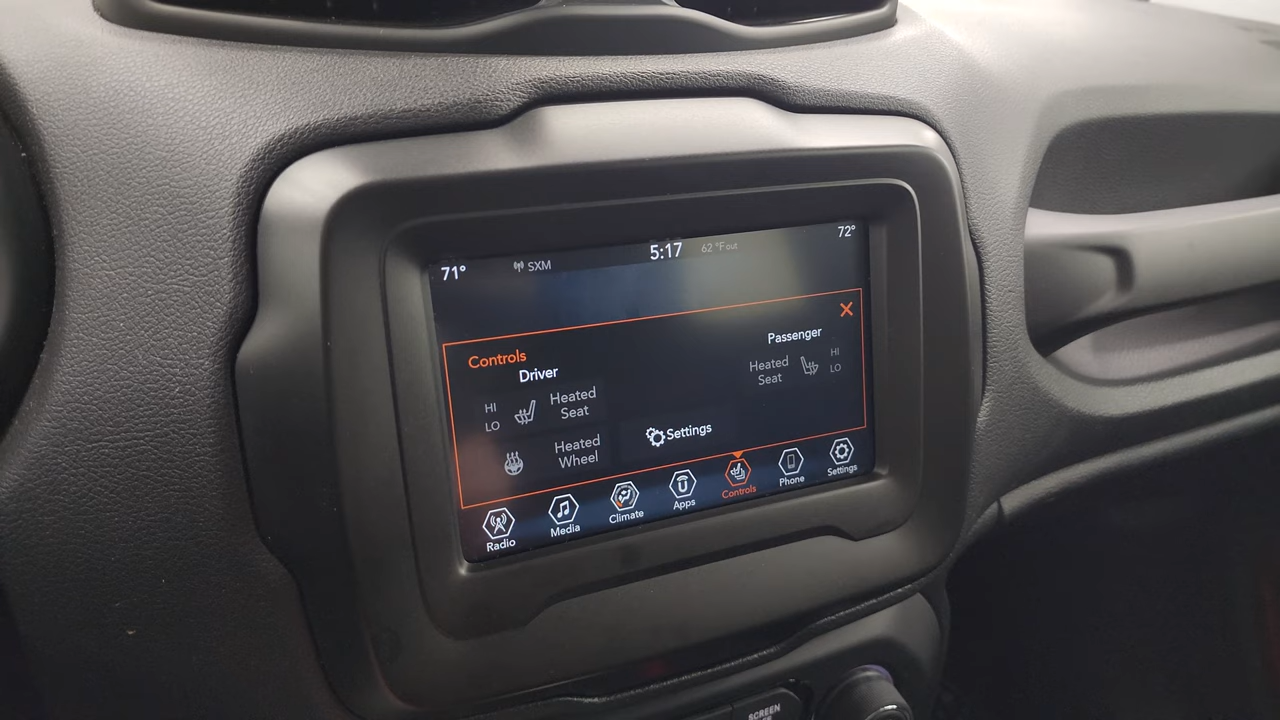 71°
SXM
5:17
62 °F out
72°
Controls
Driver
HI
LO
Heated
Seat
Heated
Wheel
Settings
Passenger
Heated
Seat
HI
LO
Radio
Media
Climate
Apps
Controls
Phone
Settings
SCREEN